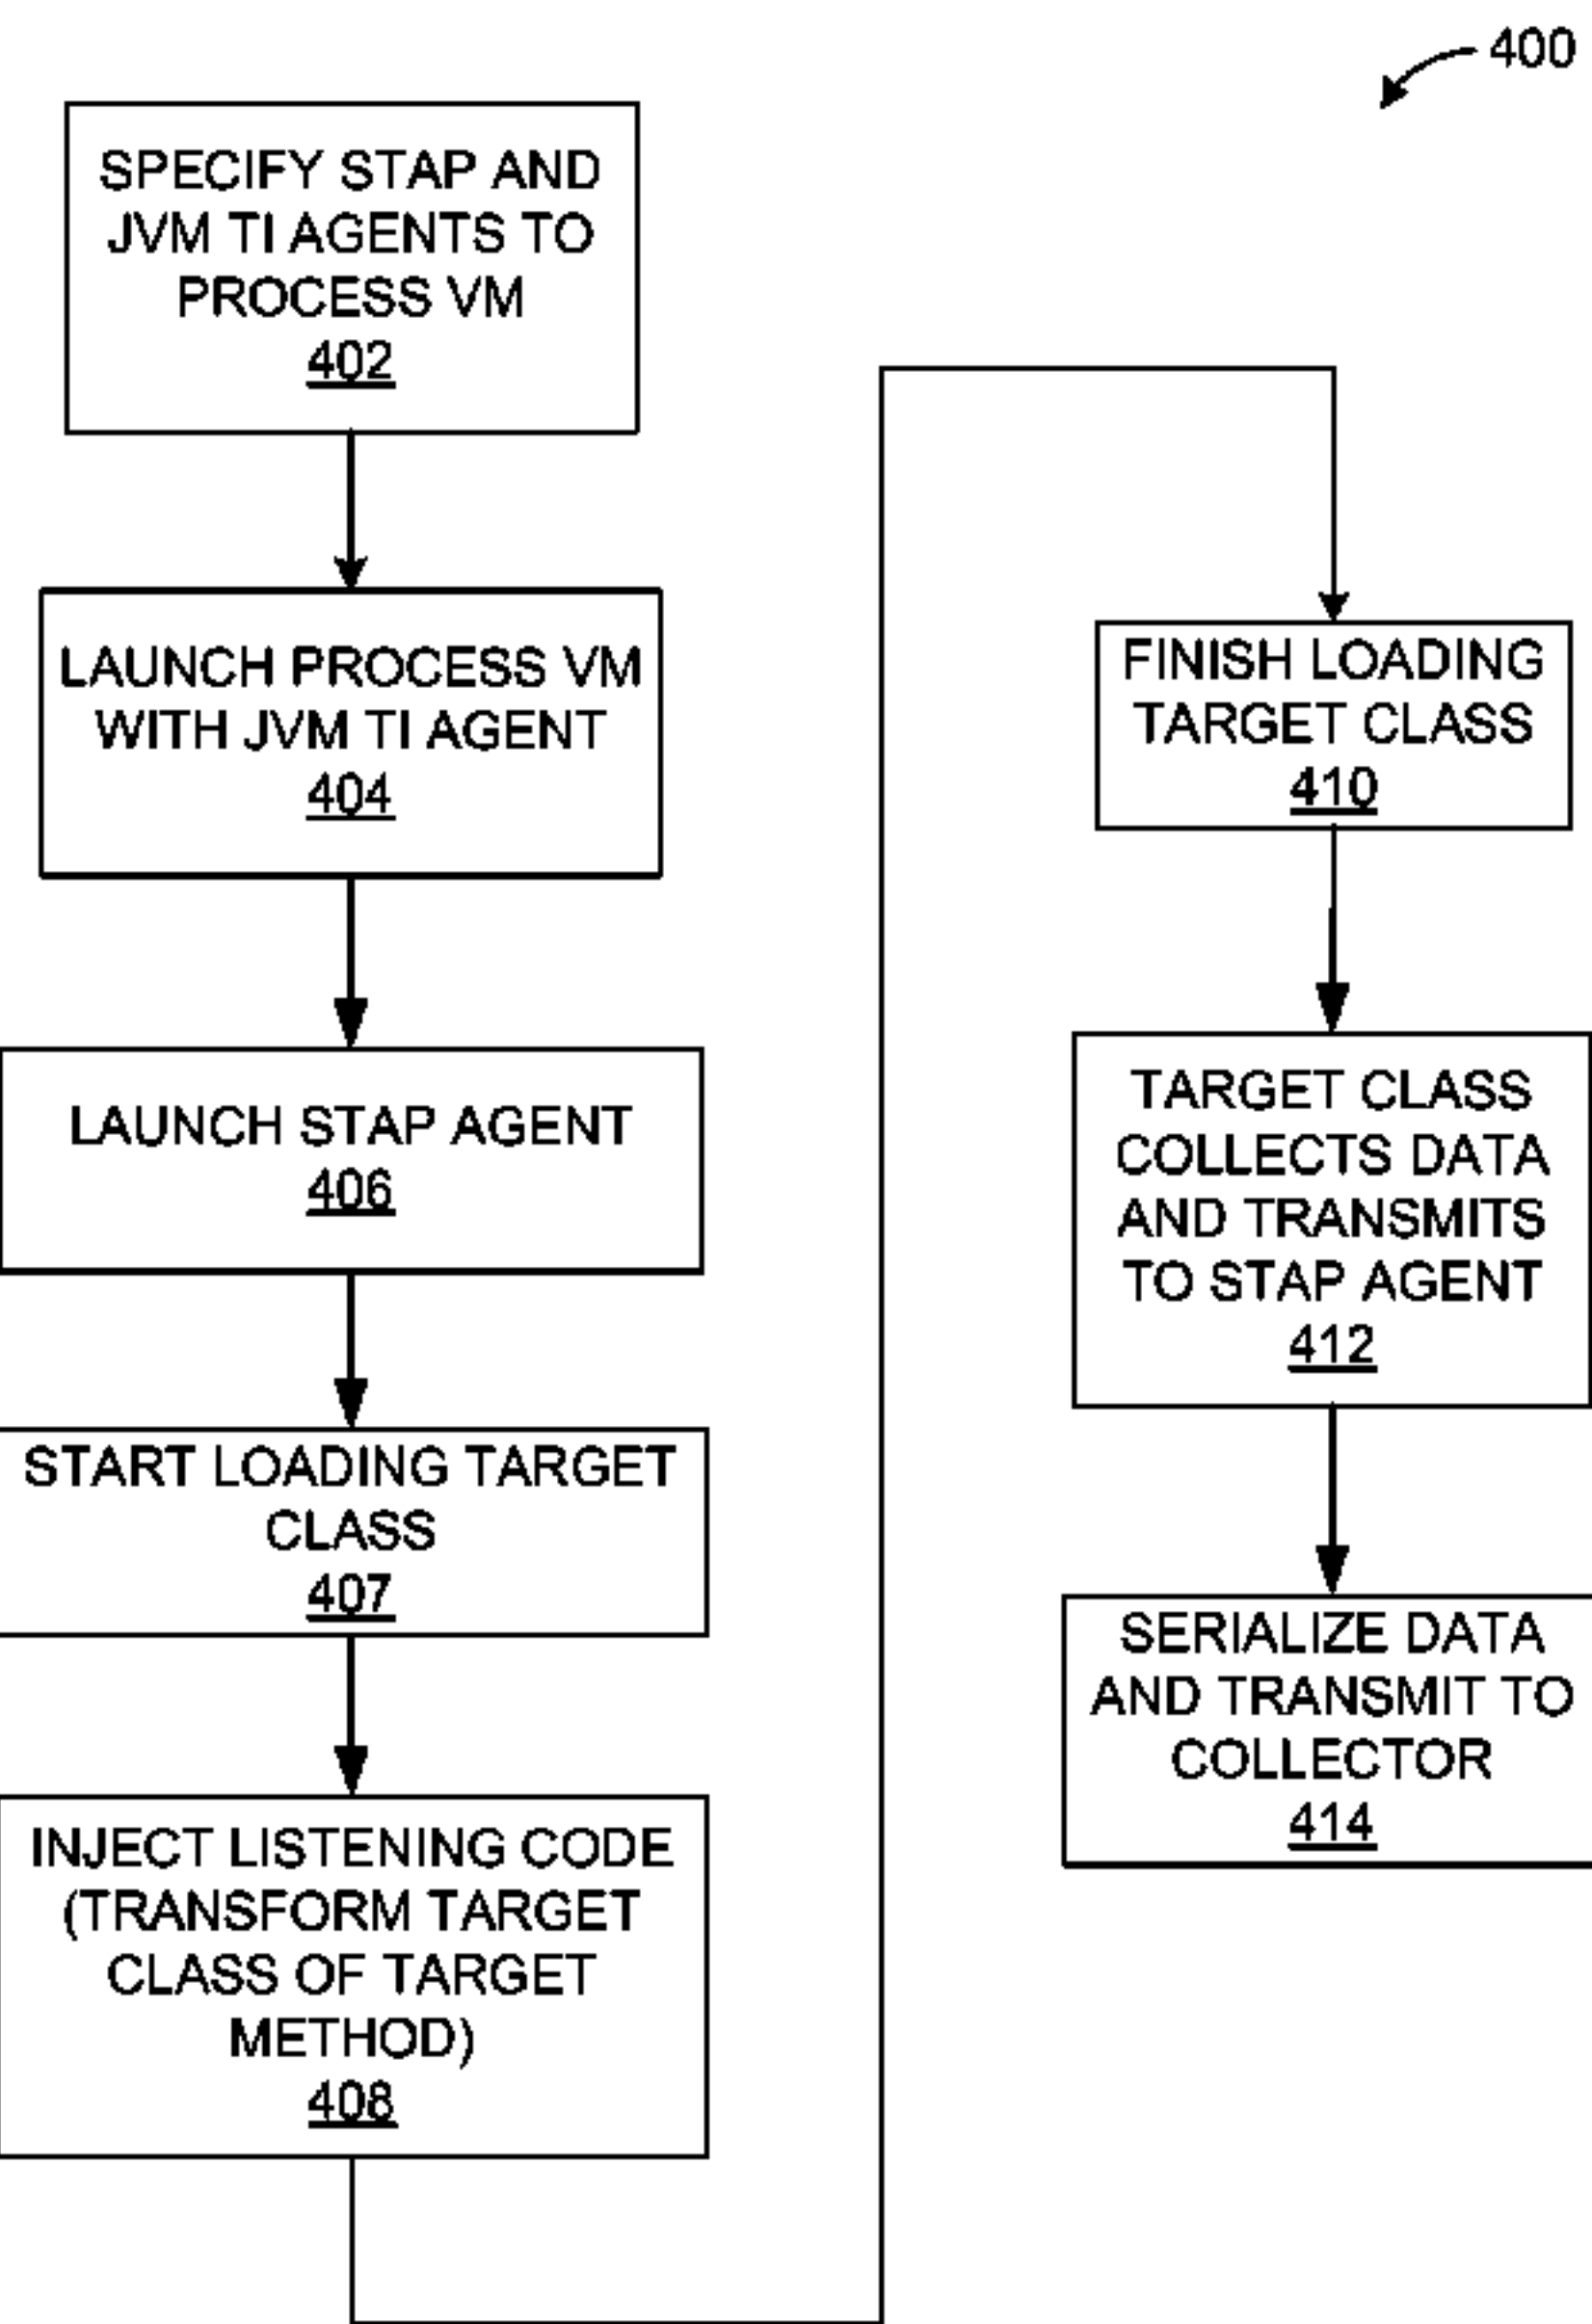 400
SPECIFY STAP AND
JVM TI AGENTS TO
PROCESS VM
402
LAUNCH PROCESS VM
WITH JVM TI AGENT
404
LAUNCH STAP AGENT
406
START LOADING TARGET
CLASS
407
INJECT LISTENING CODE
(TRANSFORM TARGET
CLASS OF TARGET
METHOD)
408
FINISH LOADING
TARGET CLASS
410
TARGET CLASS
COLLECTS DATA
AND TRANSMITS
TO STAP AGENT
412
SERIALIZE DATA
AND TRANSMIT TO
COLLECTOR
414